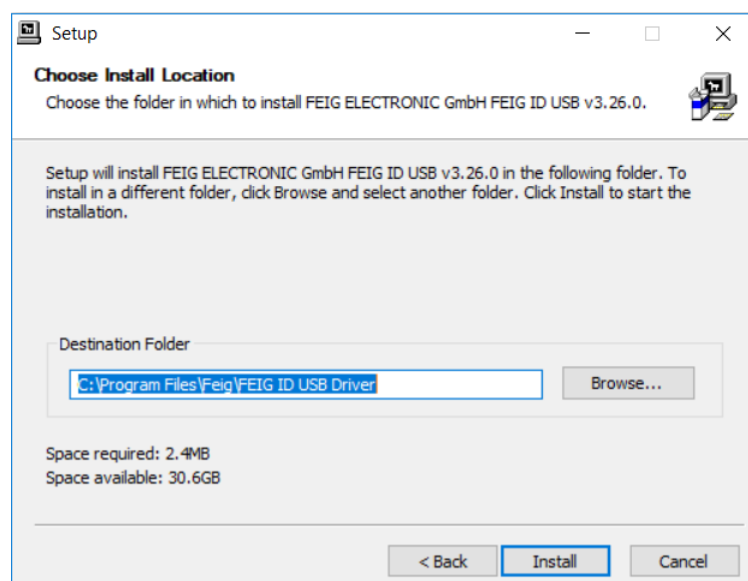 Setup
Choose Install Location
Choose the folder in which to install FEIG ELECTRONIC GmbH FEIG ID USB v3.26.0.
Setup will install FEIG ELECTRONIC GmbH FEIG ID USB v3.26.0 in the following folder. To
install in a different folder, click Browse and select another folder. Click Install to start the
installation.
Destination Folder
C:\Program Files\Feig\FEIG ID USB Driver
Browse...
Space required: 2.4MB
Space available: 30.6GB
< Back
Install
Cancel